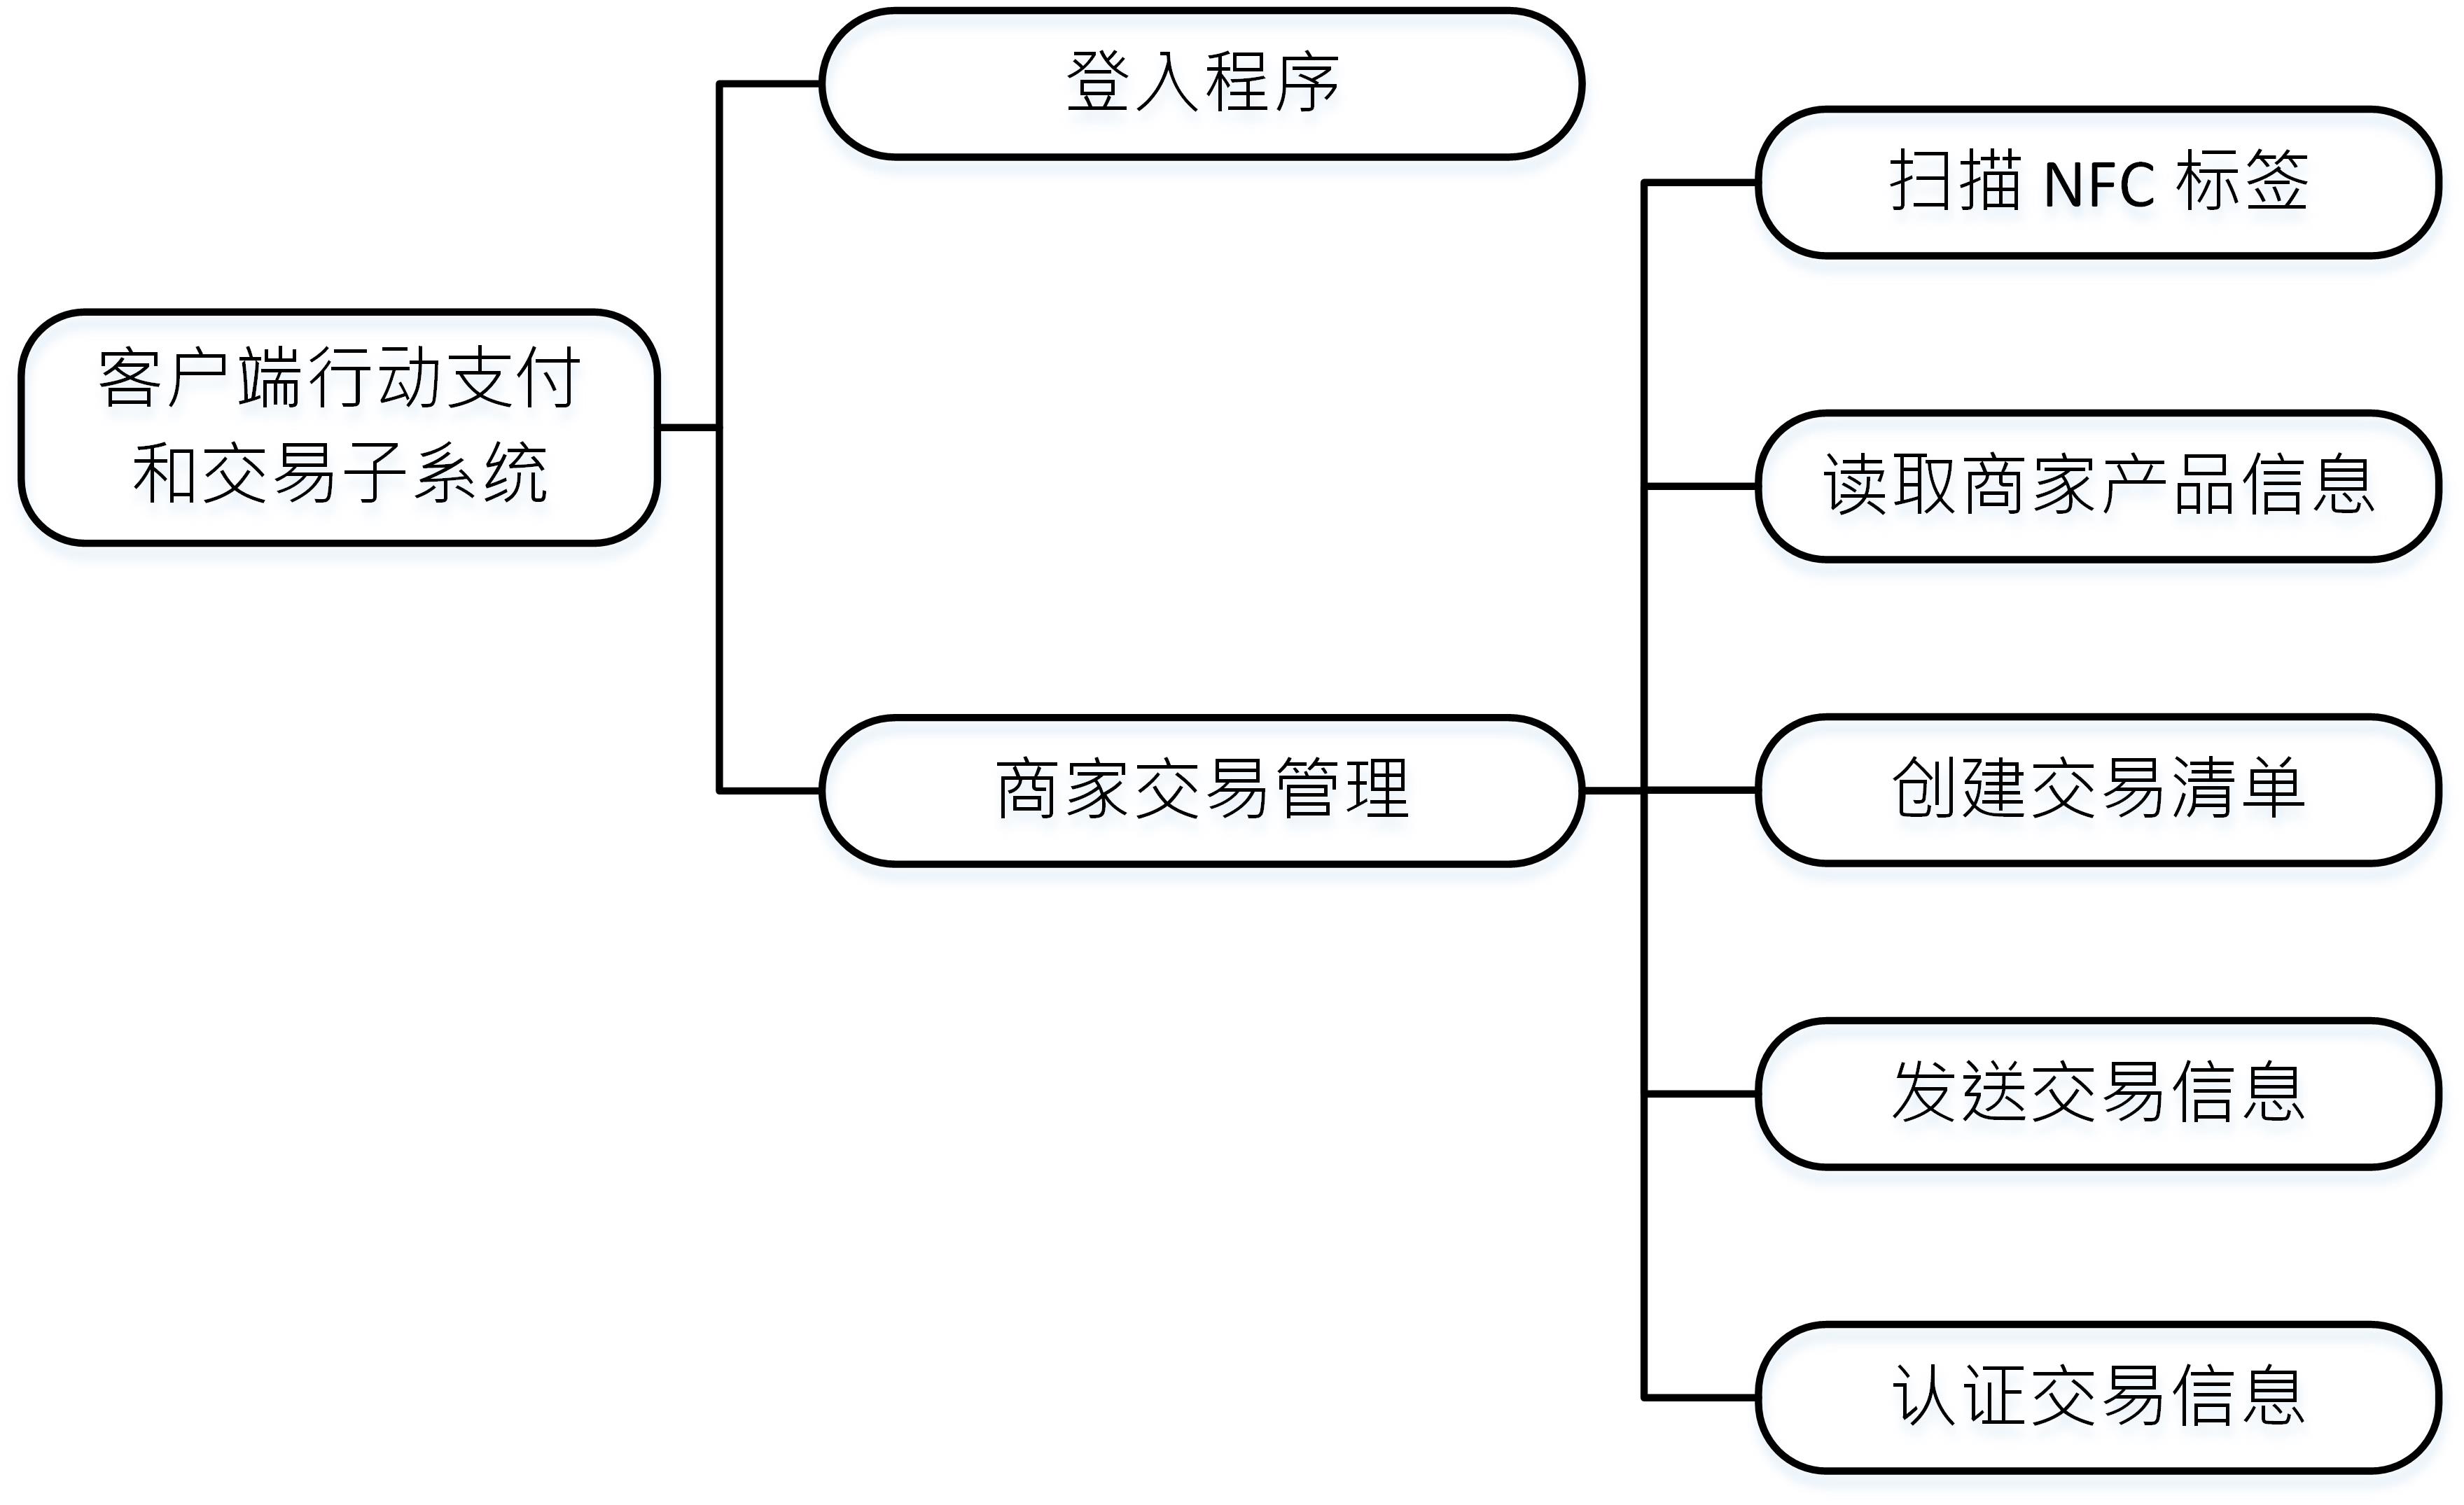 客户端行动支付
和交易子系统
登入程序
商家交易管理
扫描 NFC 标签
读取商家产品信息
创建交易清单
发送交易信息
认证交易信息